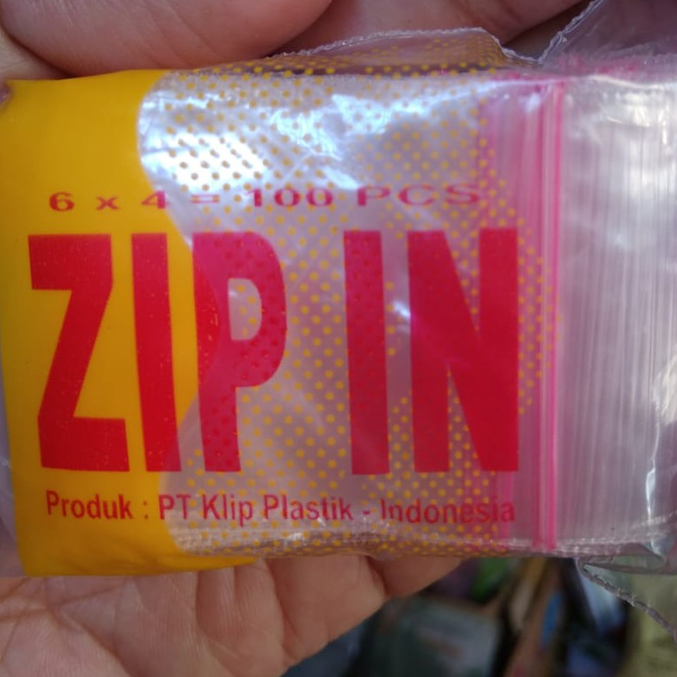 6 x 4 = 100 PCS
ZIP IN
Produk : PT Klip Plastik - Indonesia